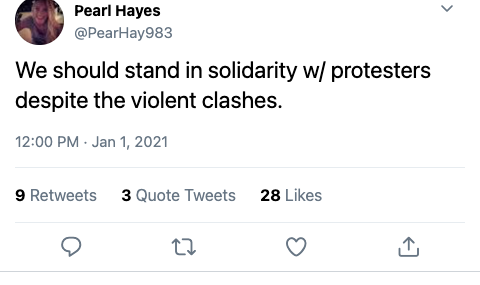 Pearl Hayes
@PearHay983
We should stand in solidarity w/ protesters
despite the violent clashes.
12:00 PM · Jan 1, 2021
9 Retweets 3 Quote Tweets 28 Likes